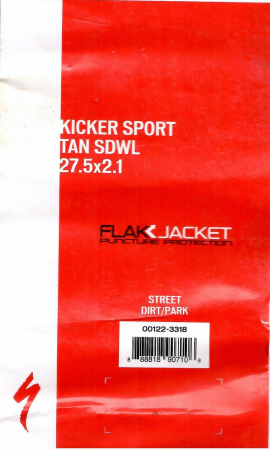 KICKER SPORT
TAN SDWL
27.5x2.1
FLAK JACKET
PUNCTURE PROTECTION
STREET
DIRT/PARK
00122-3318
8 88818 90710 8